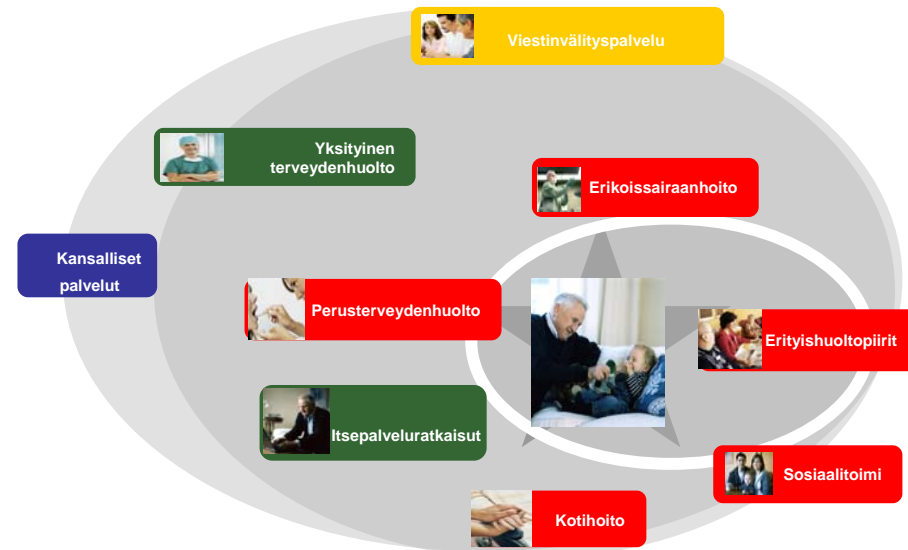 Viestinvälityspalvelu
Yksityinen
terveydenhuolto
Erikoissairaanhoito
Kansalliset
palvelut
Perusterveydenhuolto
Erityishuoltopiirit
Itsepalveluratkaisut
Sosiaalitoimi
Kotihoito